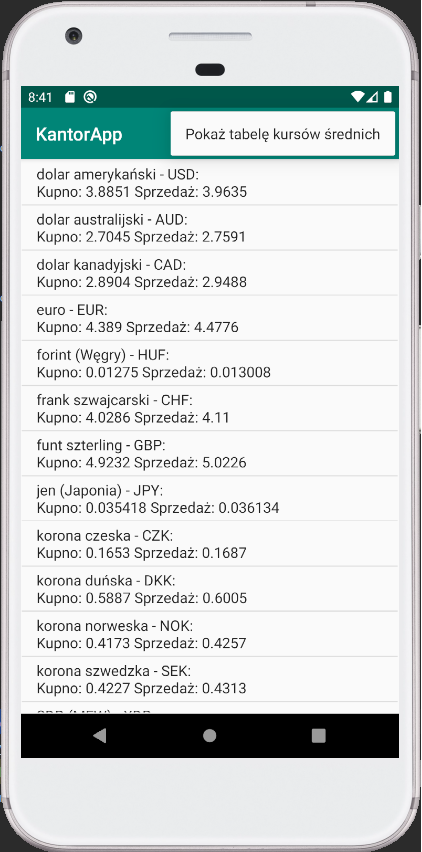 8:41
KantorApp
Pokaż tabelę kursów średnich
dolar amerykański - USD:
Kupno: 3.8851 Sprzedaż: 3.9635
dolar australijski - AUD:
Kupno: 2.7045 Sprzedaż: 2.7591
dolar kanadyjski - CAD:
Kupno: 2.8904 Sprzedaż: 2.9488
euro - EUR:
Kupno: 4.389 Sprzedaż: 4.4776
forint (Węgry) - HUF:
Kupno: 0.01275 Sprzedaż: 0.013008
frank szwajcarski - CHF:
Kupno: 4.0286 Sprzedaż: 4.11
funt szterling - GBP:
Kupno: 4.9232 Sprzedaż: 5.0226
jen (Japonia) - JPY:
Kupno: 0.035418 Sprzedaż: 0.036134
korona czeska - CZK:
Kupno: 0.1653 Sprzedaż: 0.1687
korona duńska - DKK:
Kupno: 0.5887 Sprzedaż: 0.6005
korona norweska - NOK:
Kupno: 0.4173 Sprzedaż: 0.4257
korona szwedzka - SEK:
Kupno: 0.4227 Sprzedaż: 0.4313